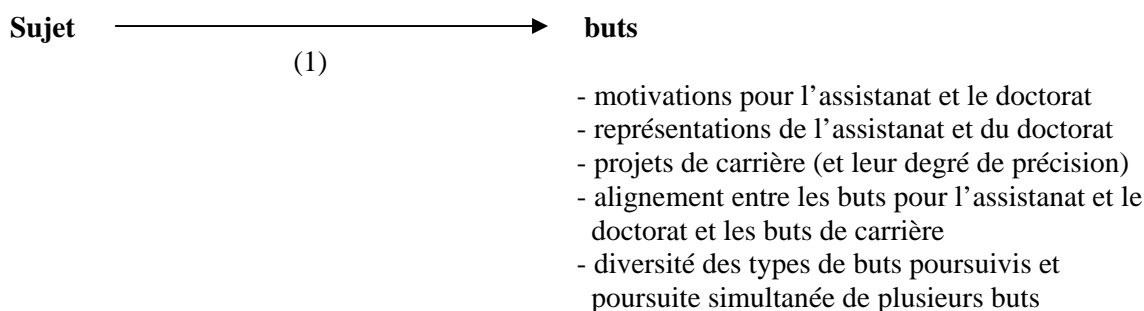 Sujet buts
(1)
- motivations pour l’assistanat et le doctorat
- représentations de l’assistanat et du doctorat
- projets de carrière (et leur degré de précision)
- alignement entre les buts pour l’assistanat et le
doctorat et les buts de carrière
- diversité des types de buts poursuivis et
poursuite simultanée de plusieurs buts